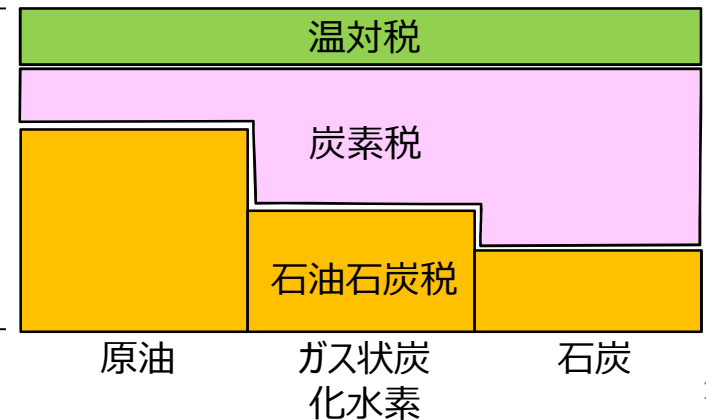 温対税
炭素税
石油石炭税
原油
ガス状炭
化水素
石炭